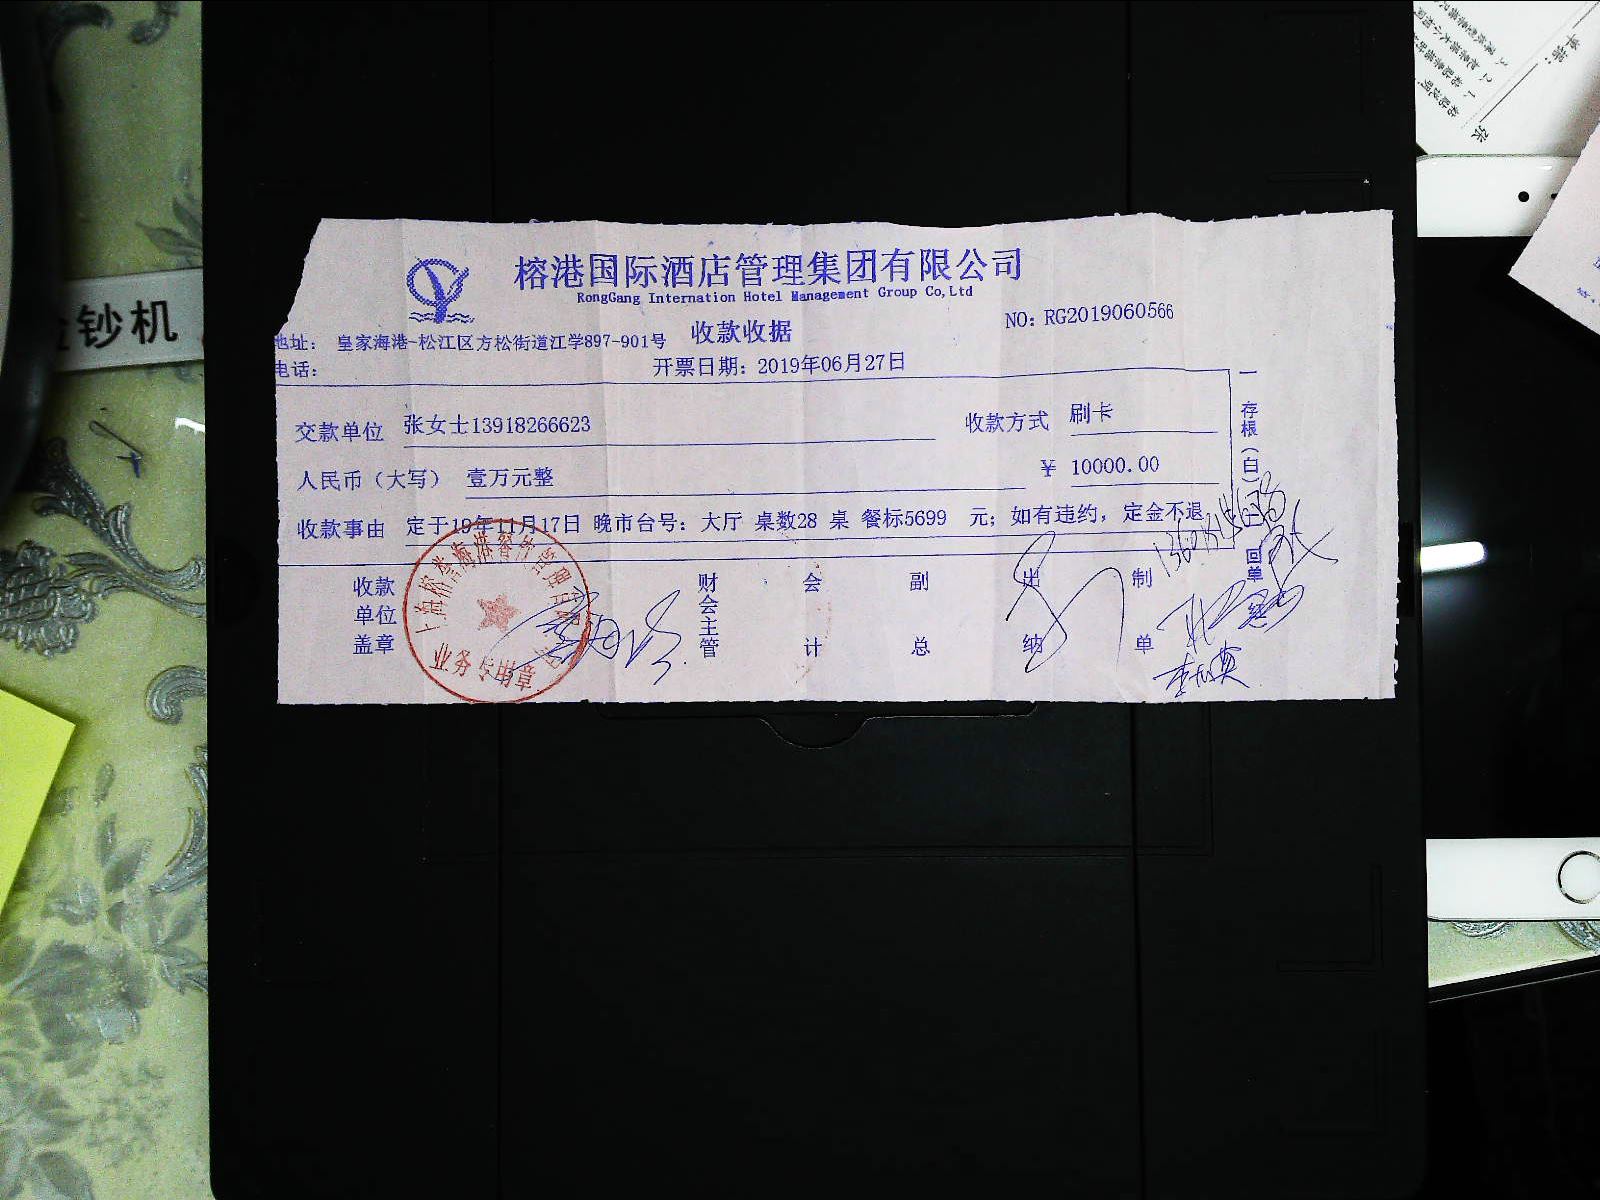 榕港国际酒店管理集团有限公司
RongGang Internation Hotel Management Group Co,Ltd
收款收据
NO: RG2019060566
地址： 皇家海港-松江区方松街道江学897-901号
电话：
开票日期：2019年06月27日
交款单位 张女士13918266623
收款方式 刷卡
人民币（大写） 壹万元整
￥ 10000.00
收款事由 定于19年11月17日 晚市台号：大厅 桌数28 桌 餐标5699 元；如有违约，定金不退
一 存根（白）
回单
收款单位盖章
财会主管
会计
副总
出纳
制单
业务专用章
钞机